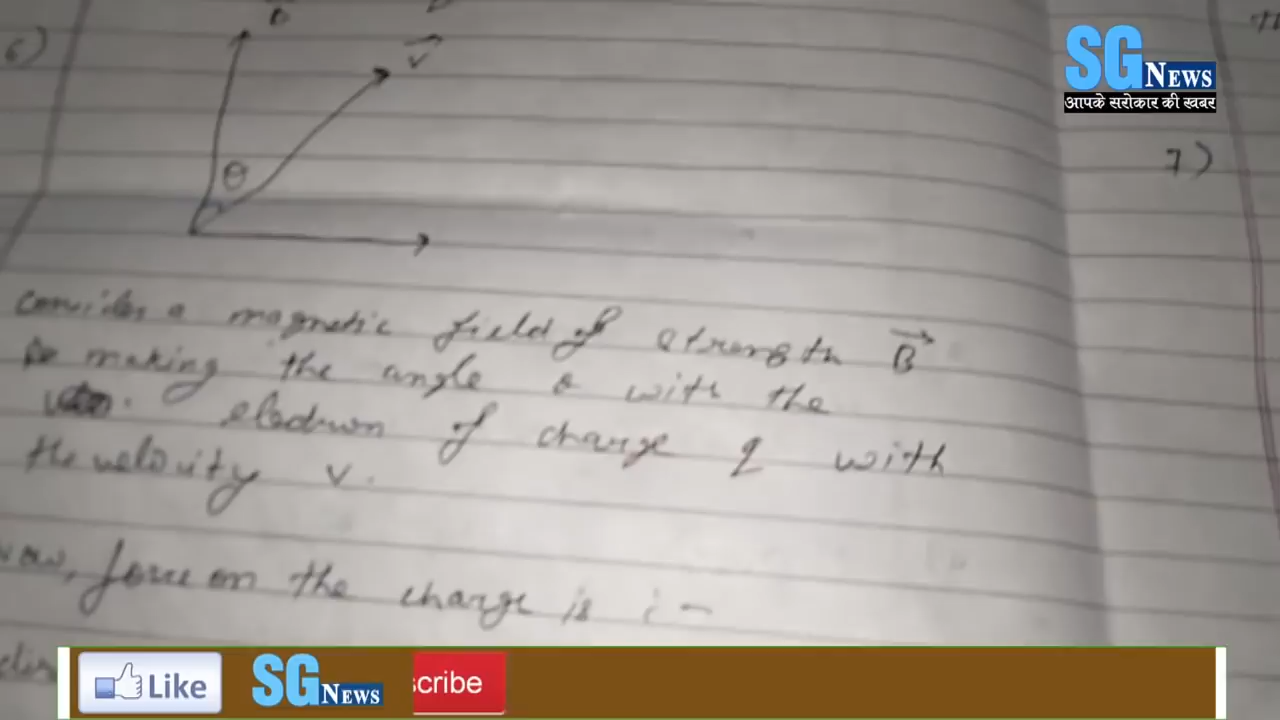 6)
V
θ
SG NEWS
आपके सरोकार की खबर
7)
consider a magnetic field of strength B
making the angle θ with the
electron of charge q with
the velocity v.
Now, force on the charge is :-
Like
SG NEWS
scribe